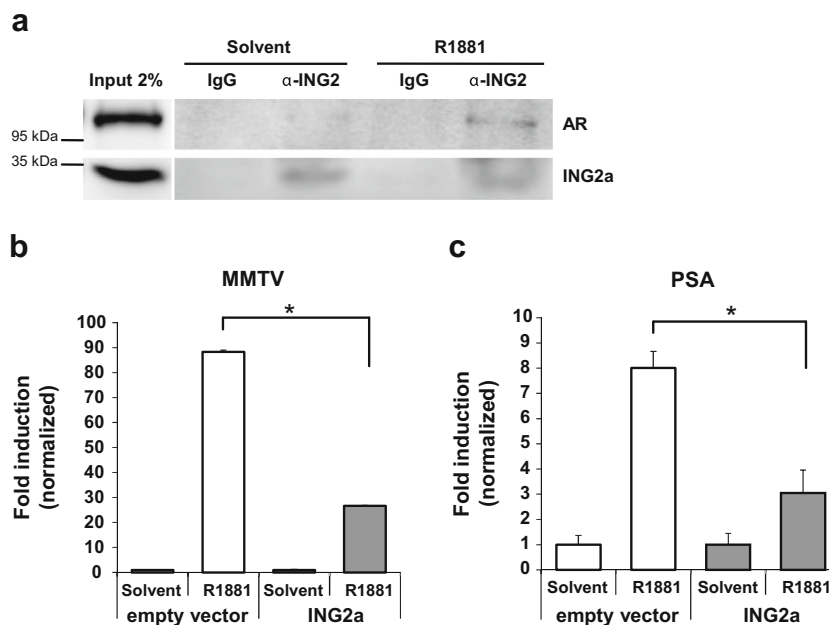 a
Solvent R1881
Input 2% IgG α-ING2 IgG α-ING2
AR
95 kDa
35 kDa
ING2a
b
MMTV
*
100
90
80
70
60
50
40
30
20
10
0
Fold induction
(normalized)
Solvent R1881 Solvent R1881
empty vector ING2a
c
PSA
*
10
9
8
7
6
5
4
3
2
1
0
Fold induction
(normalized)
Solvent R1881 Solvent R1881
empty vector ING2a